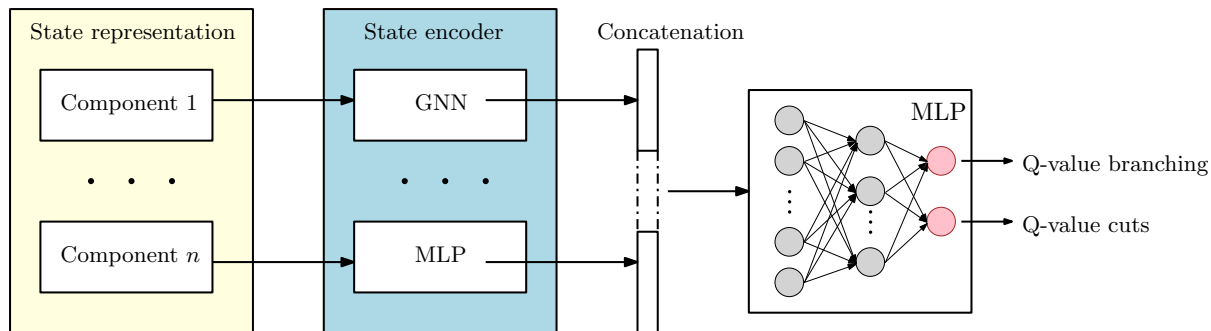 State representation
State encoder
Concatenation
Component 1
GNN
MLP
Q-value branching
Q-value cuts
Component n
MLP